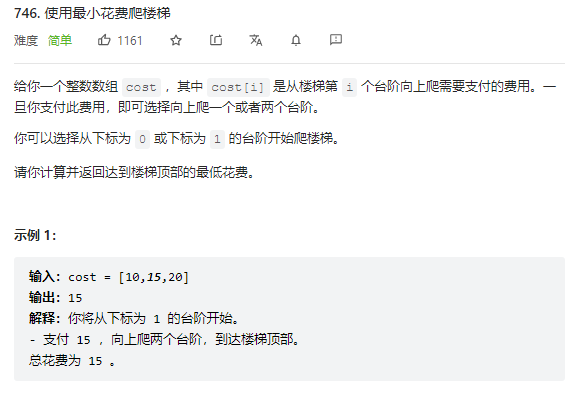 746. 使用最小花费爬楼梯
难度 简单 1161
给你一个整数数组 cost ，其中 cost[i] 是从楼梯第 i 个台阶向上爬需要支付的费用。一
旦你支付此费用，即可选择向上爬一个或者两个台阶。
你可以选择从下标为 0 或下标为 1 的台阶开始爬楼梯。
请你计算并返回达到楼梯顶部的最低花费。
示例 1：
输入：cost = [10,15,20]
输出：15
解释：你将从下标为 1 的台阶开始。
- 支付 15 ，向上爬两个台阶，到达楼梯顶部。
总花费为 15 。